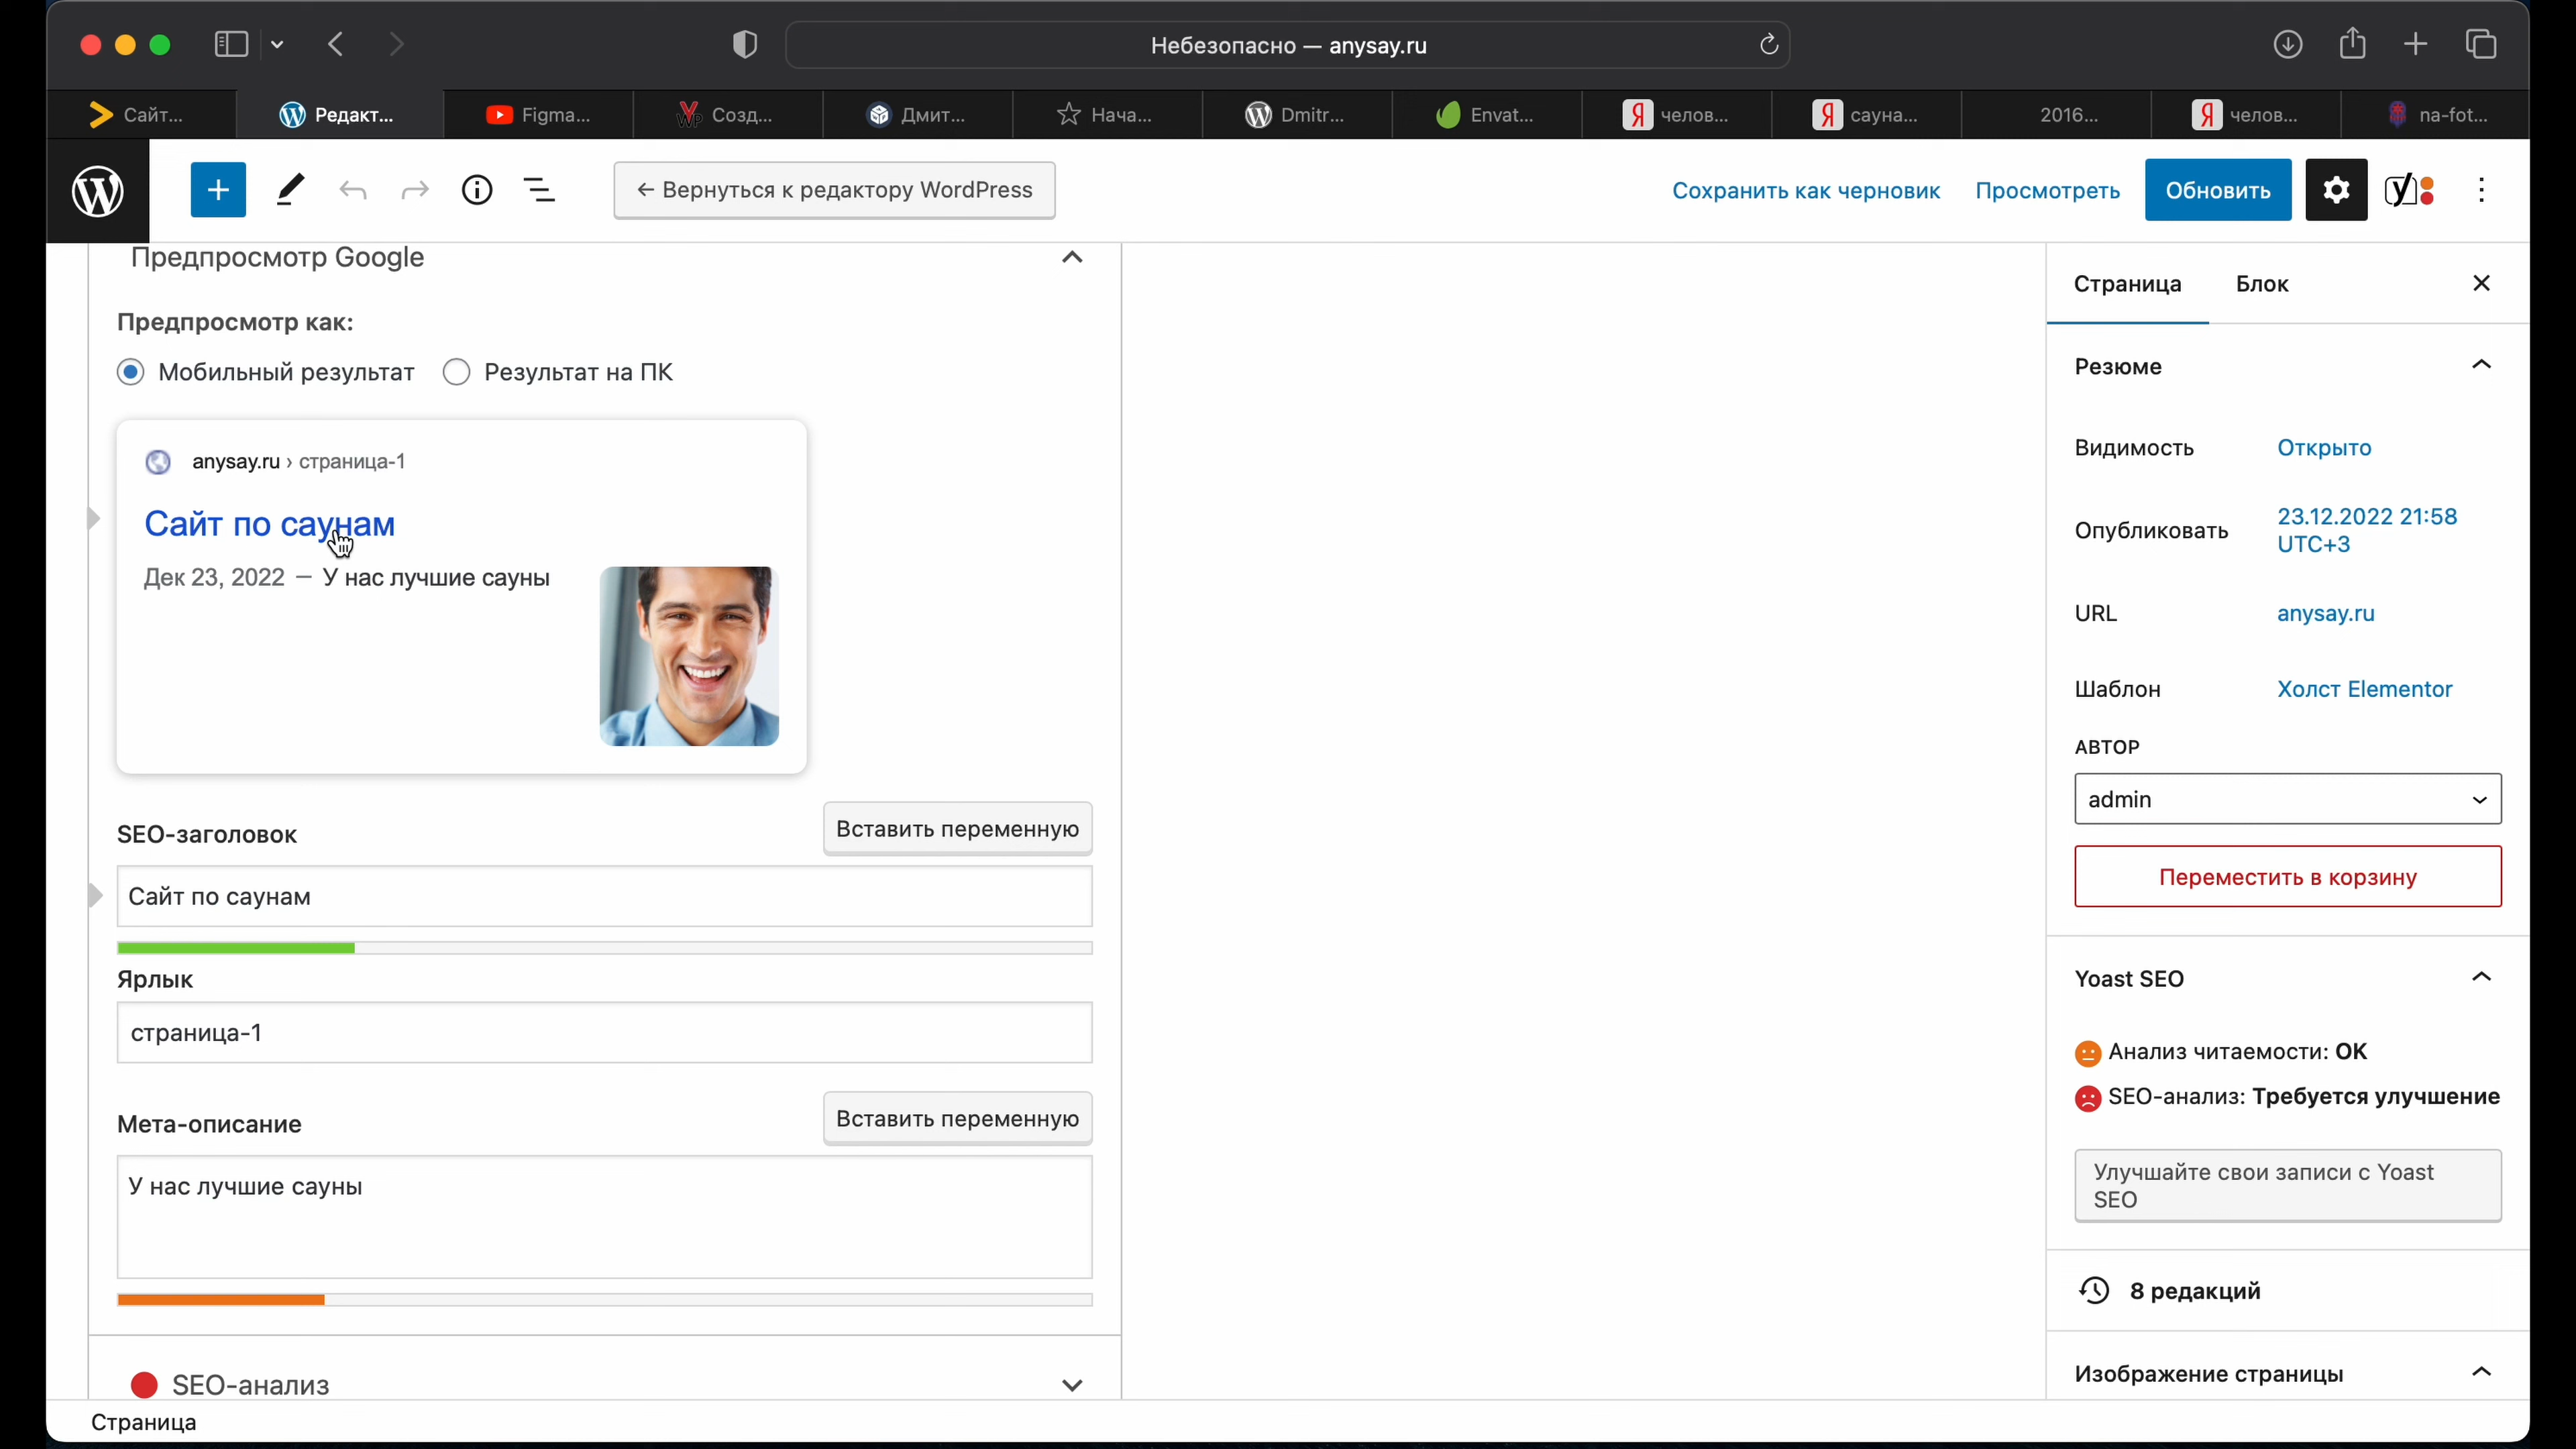 Небезопасно — anysay.ru
Сайт...
Редакт...
Figma...
Созд...
Дмит...
Нача...
Dmitr...
Envat...
челов...
сауна...
2016...
челов...
na-fot...
← Вернуться к редактору WordPress
Сохранить как черновик
Просмотреть
Обновить
Предпросмотр Google
Предпросмотр как:
Мобильный результат
Результат на ПК
anysay.ru › страница-1
Сайт по саунам
Дек 23, 2022 – У нас лучшие сауны
SEO-заголовок
Вставить переменную
Сайт по саунам
Ярлык
страница-1
Мета-описание
Вставить переменную
У нас лучшие сауны
SEO-анализ
Страница
Страница
Блок
Резюме
Видимость
Открыто
Опубликовать
23.12.2022 21:58
UTC+3
URL
anysay.ru
Шаблон
Холст Elementor
АВТОР
admin
Переместить в корзину
Yoast SEO
Анализ читаемости: OK
SEO-анализ: Требуется улучшение
Улучшайте свои записи с Yoast
SEO
8 редакций
Изображение страницы